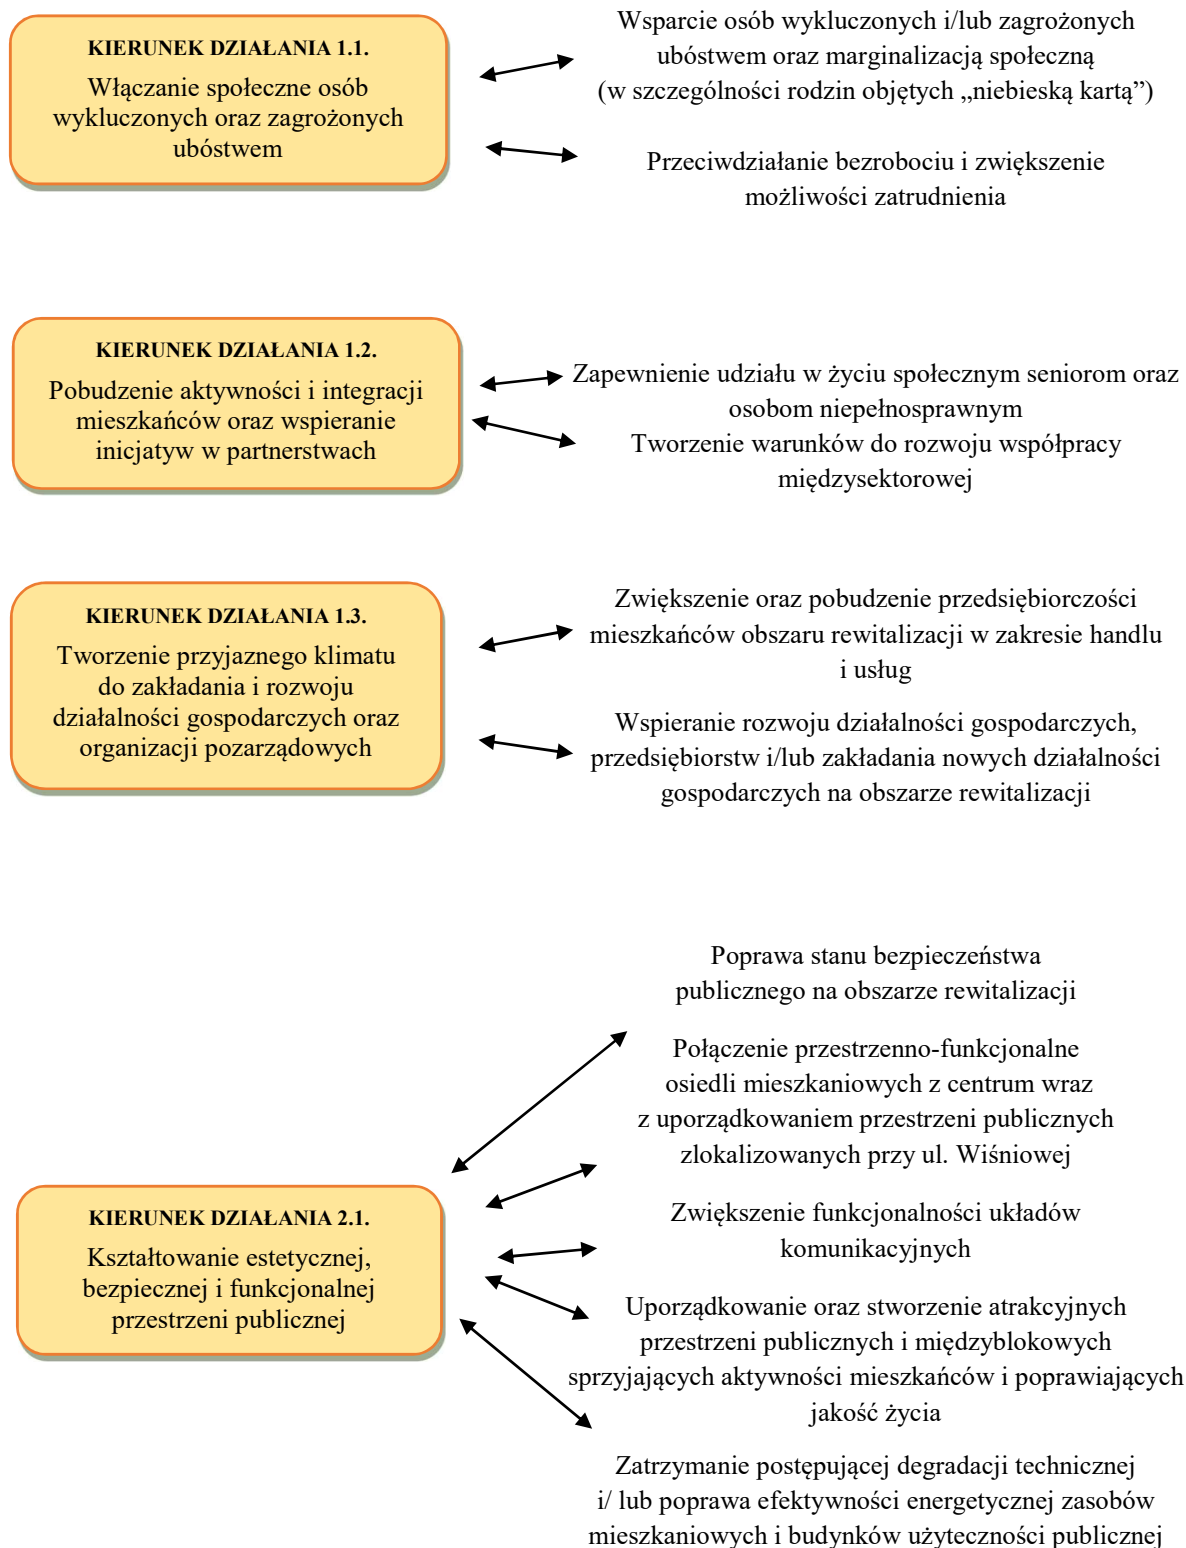 KIERUNEK DZIAŁANIA 1.1.
Włączanie społeczne osób
wykluczonych oraz zagrożonych
ubóstwem
Wsparcie osób wykluczonych i/lub zagrożonych
ubóstwem oraz marginalizacją społeczną
(w szczególności rodzin objętych „niebieską kartą”)
Przeciwdziałanie bezrobociu i zwiększenie
możliwości zatrudnienia
KIERUNEK DZIAŁANIA 1.2.
Pobudzenie aktywności i integracji
mieszkańców oraz wspieranie
inicjatyw w partnerstwach
Zapewnienie udziału w życiu społecznym seniorom oraz
osobom niepełnosprawnym
Tworzenie warunków do rozwoju współpracy
międzysektorowej
KIERUNEK DZIAŁANIA 1.3.
Tworzenie przyjaznego klimatu
do zakładania i rozwoju
działalności gospodarczych oraz
organizacji pozarządowych
Zwiększenie oraz pobudzenie przedsiębiorczości
mieszkańców obszaru rewitalizacji w zakresie handlu
i usług
Wspieranie rozwoju działalności gospodarczych,
przedsiębiorstw i/lub zakładania nowych działalności
gospodarczych na obszarze rewitalizacji
KIERUNEK DZIAŁANIA 2.1.
Kształtowanie estetycznej,
bezpiecznej i funkcjonalnej
przestrzeni publicznej
Poprawa stanu bezpieczeństwa
publicznego na obszarze rewitalizacji
Połączenie przestrzenno-funkcjonalne
osiedli mieszkaniowych z centrum wraz
z uporządkowaniem przestrzeni publicznych
zlokalizowanych przy ul. Wiśniowej
Zwiększenie funkcjonalności układów
komunikacyjnych
Uporządkowanie oraz stworzenie atrakcyjnych
przestrzeni publicznych i międzyblokowych
sprzyjających aktywności mieszkańców i poprawiających
jakość życia
Zatrzymanie postępującej degradacji technicznej
i/ lub poprawa efektywności energetycznej zasobów
mieszkaniowych i budynków użyteczności publicznej